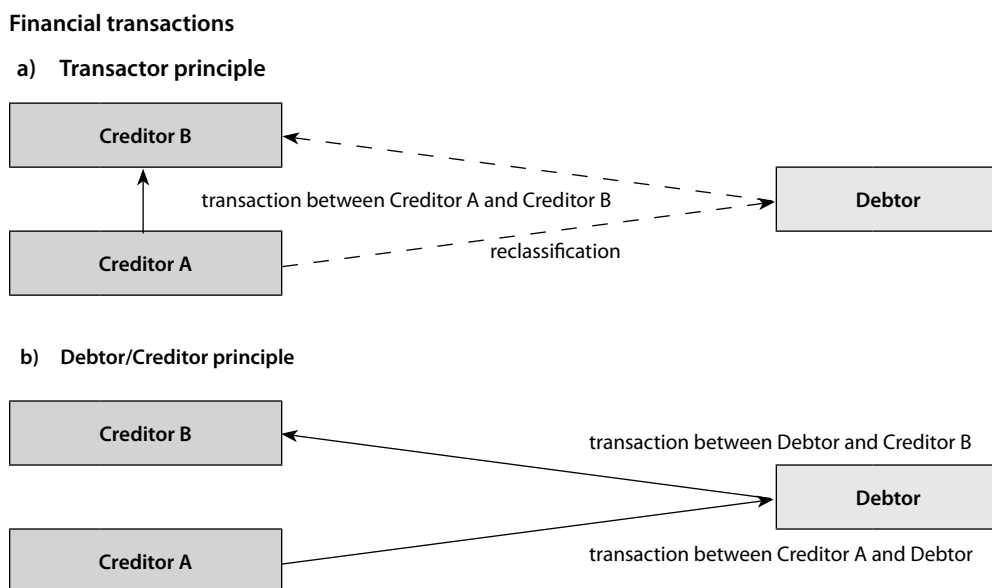 Financial transactions
a) Transactor principle
Creditor B
transaction between Creditor A and Creditor B
Debtor
Creditor A
reclassification
b) Debtor/Creditor principle
Creditor B
transaction between Debtor and Creditor B
Debtor
Creditor A
transaction between Creditor A and Debtor